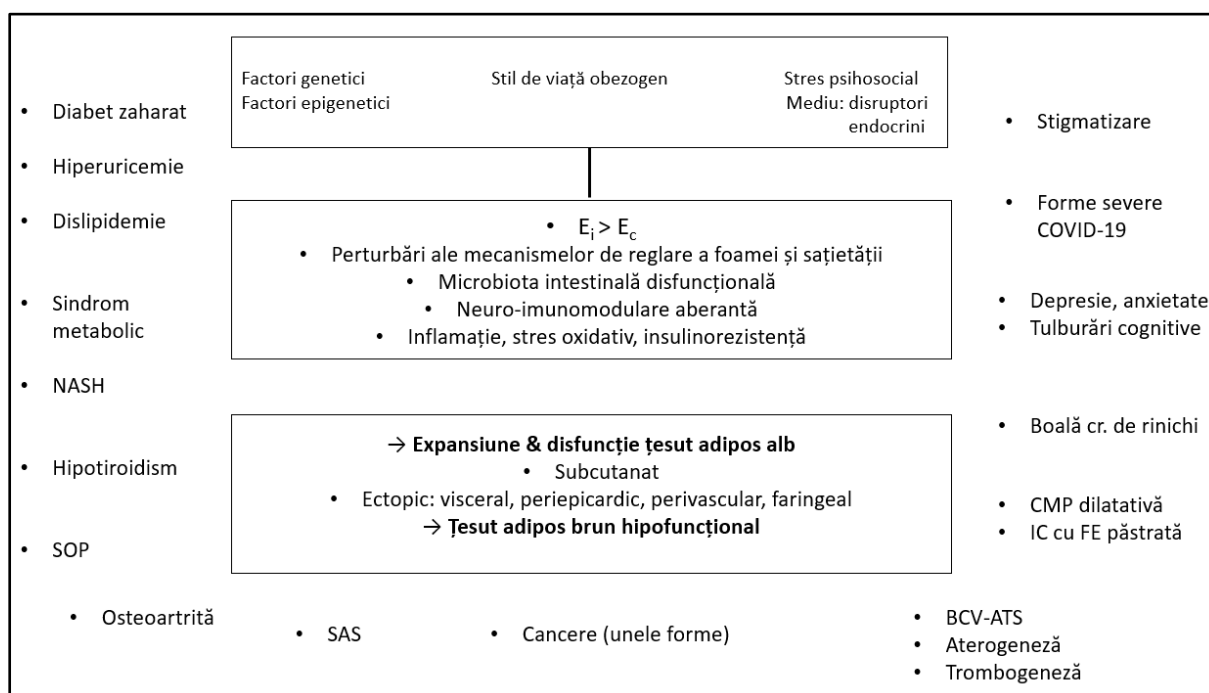 Factori genetici
Factori epigenetici
Stil de viață obezogen
Stres psihosocial
Mediu: disruptori
endocrini
• Diabet zaharat
• Hiperuricemie
• Dislipidemie
• Sindrom
metabolic
• NASH
• Hipotiroidism
• SOP
• E_i > E_c
• Perturbări ale mecanismelor de reglare a foamei și sațietății
• Microbiota intestinală disfuncțională
• Neuro-imunomodulare aberantă
• Inflamație, stres oxidativ, insulinorezistență
→ Expansiune & disfuncție țesut adipos alb
• Subcutanat
• Ectopic: visceral, periepicardic, perivascular, faringeal
→ Țesut adipos brun hipofuncțional
• Stigmatizare
• Forme severe
COVID-19
• Depresie, anxietate
• Tulburări cognitive
• Boală cr. de rinichi
• CMP dilatativă
• IC cu FE păstrată
• Osteoartrită
• SAS
• Cancere (unele forme)
• BCV-ATS
• Aterogeneză
• Trombogeneză